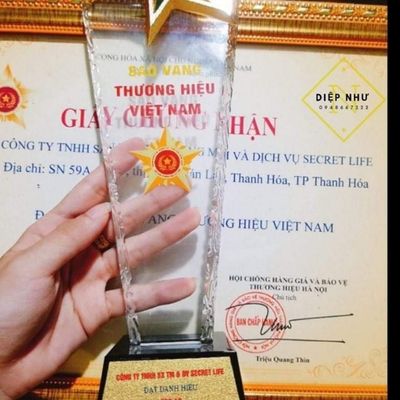 CỘNG HÒA XÃ HỘI CHỦ NGHĨA VIỆT NAM
SAO VÀNG
THƯƠNG HIỆU
VIỆT NAM
DIỆP NHƯ
GIẤY CHỨNG NHẬN
CÔNG TY TNHH VÀ DỊCH VỤ SECRET LIFE
Địa chỉ: SN 59A, Thanh Hóa, TP Thanh Hóa
THƯƠNG HIỆU VIỆT NAM
HỘI CHỐNG HÀNG GIẢ VÀ BẢO VỆ
THƯƠNG HIỆU HÀ NỘI
Chủ tịch
BAN CHẤP HÀNH
Triệu Quang Thìn
CÔNG TY TNHH SX TM & DV SECRET LIFE
ĐẠT DANH HIỆU